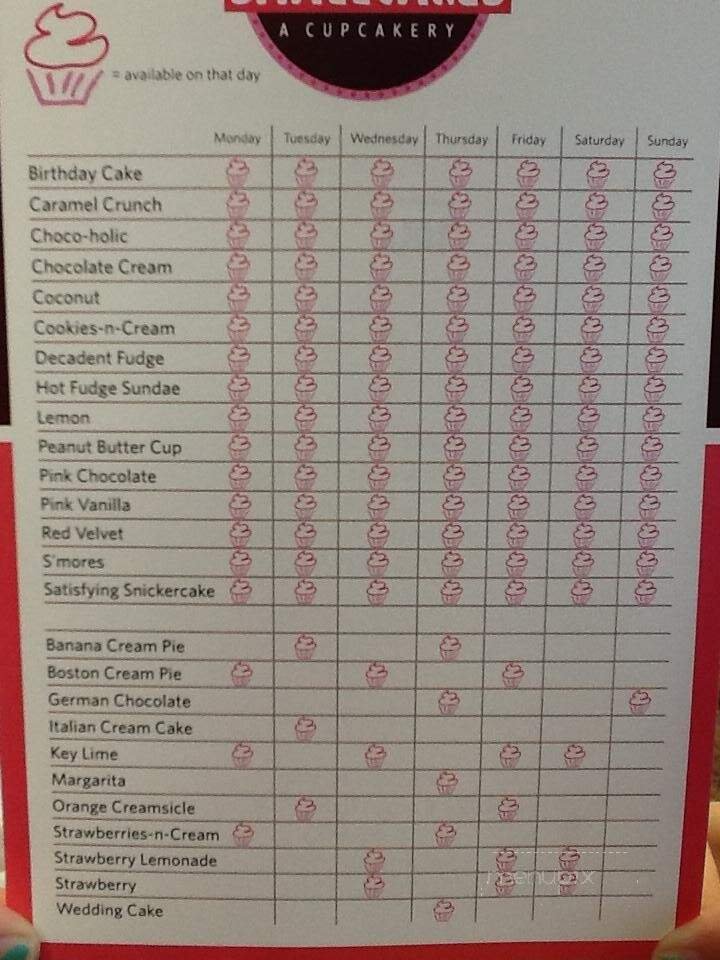 A CUPCAKERY
= available on that day
Monday Tuesday Wednesday Thursday Friday Saturday Sunday
Birthday Cake
Caramel Crunch
Choco-holic
Chocolate Cream
Coconut
Cookies-n-Cream
Decadent Fudge
Hot Fudge Sundae
Lemon
Peanut Butter Cup
Pink Chocolate
Pink Vanilla
Red Velvet
S'mores
Satisfying Snickercake
Banana Cream Pie
Boston Cream Pie
German Chocolate
Italian Cream Cake
Key Lime
Margarita
Orange Creamsicle
Strawberries-n-Cream
Strawberry Lemonade
Strawberry
Wedding Cake